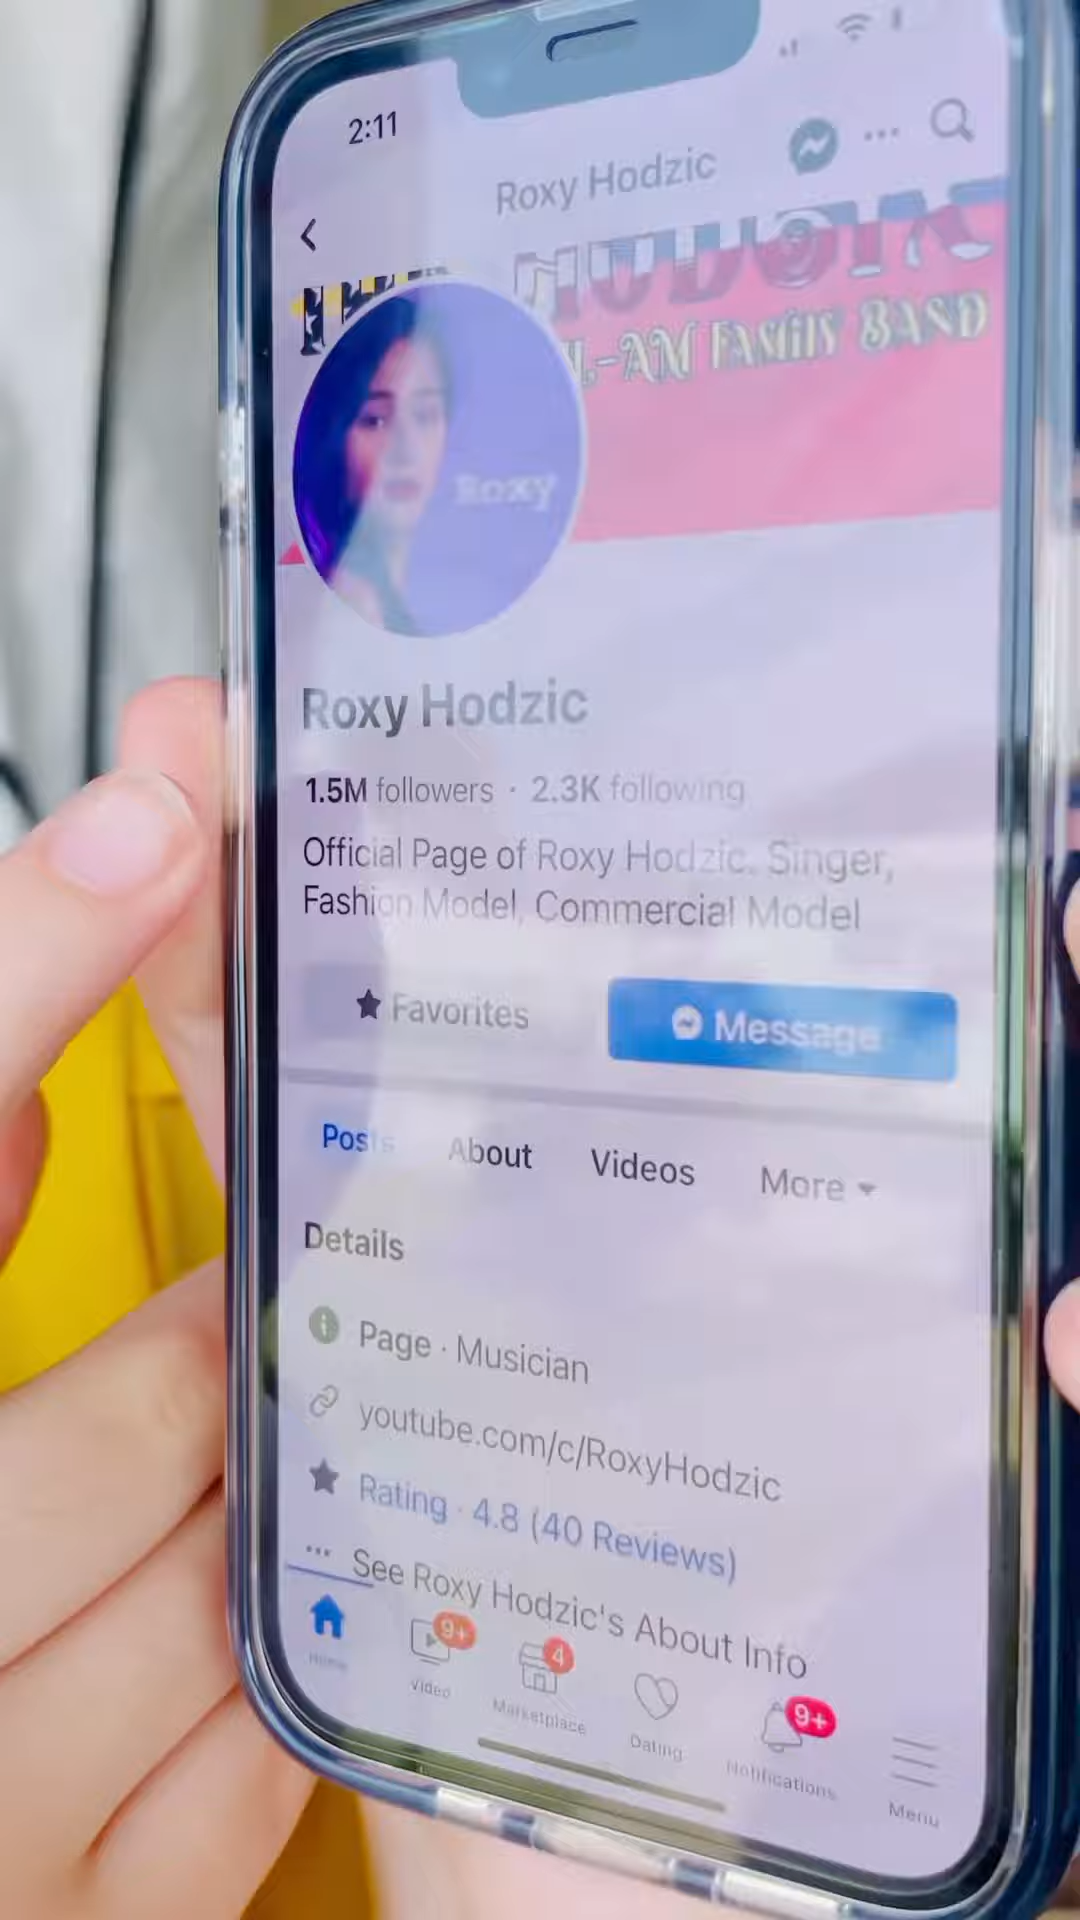 2:11
Roxy Hodzic
L-AM FAMILY BAND
Roxy
Roxy Hodzic
1.5M followers · 2.3K following
Official Page of Roxy Hodzic. Singer,
Fashion Model, Commercial Model
Favorites
Message
Posts About Videos More
Details
Page · Musician
youtube.com/c/RoxyHodzic
Rating · 4.8 (40 Reviews)
See Roxy Hodzic's About Info
9+
4
9+
Home Video Marketplace Dating Notifications Menu